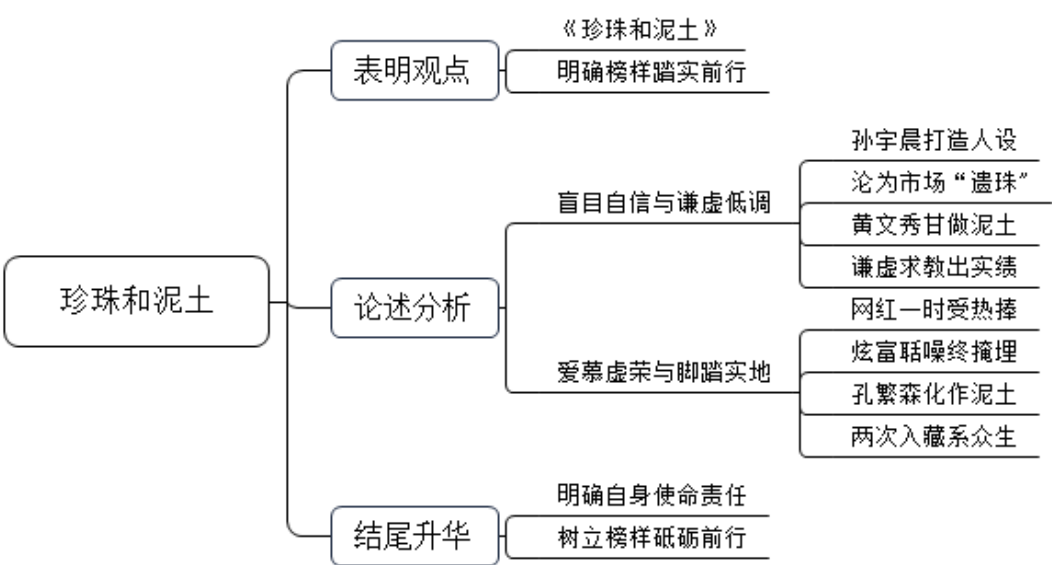 珍珠和泥土
表明观点
《珍珠和泥土》
明确榜样踏实前行
论述分析
盲目自信与谦虚低调
孙宇晨打造人设
沦为市场“遗珠”
黄文秀甘做泥土
谦虚求教出实绩
爱慕虚荣与脚踏实地
网红一时受热捧
炫富聒噪终掩埋
孔繁森化作泥土
两次入藏系众生
结尾升华
明确自身使命责任
树立榜样砥砺前行